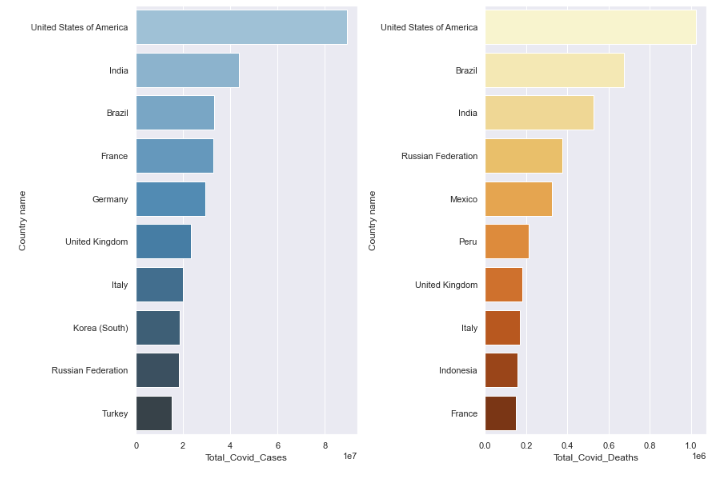 Country name
United States of America
India
Brazil
France
Germany
United Kingdom
Italy
Korea (South)
Russian Federation
Turkey
0 2 4 6 8
1e7
Total_Covid_Cases
Country name
United States of America
Brazil
India
Russian Federation
Mexico
Peru
United Kingdom
Italy
Indonesia
France
0.0 0.2 0.4 0.6 0.8 1.0
1e6
Total_Covid_Deaths